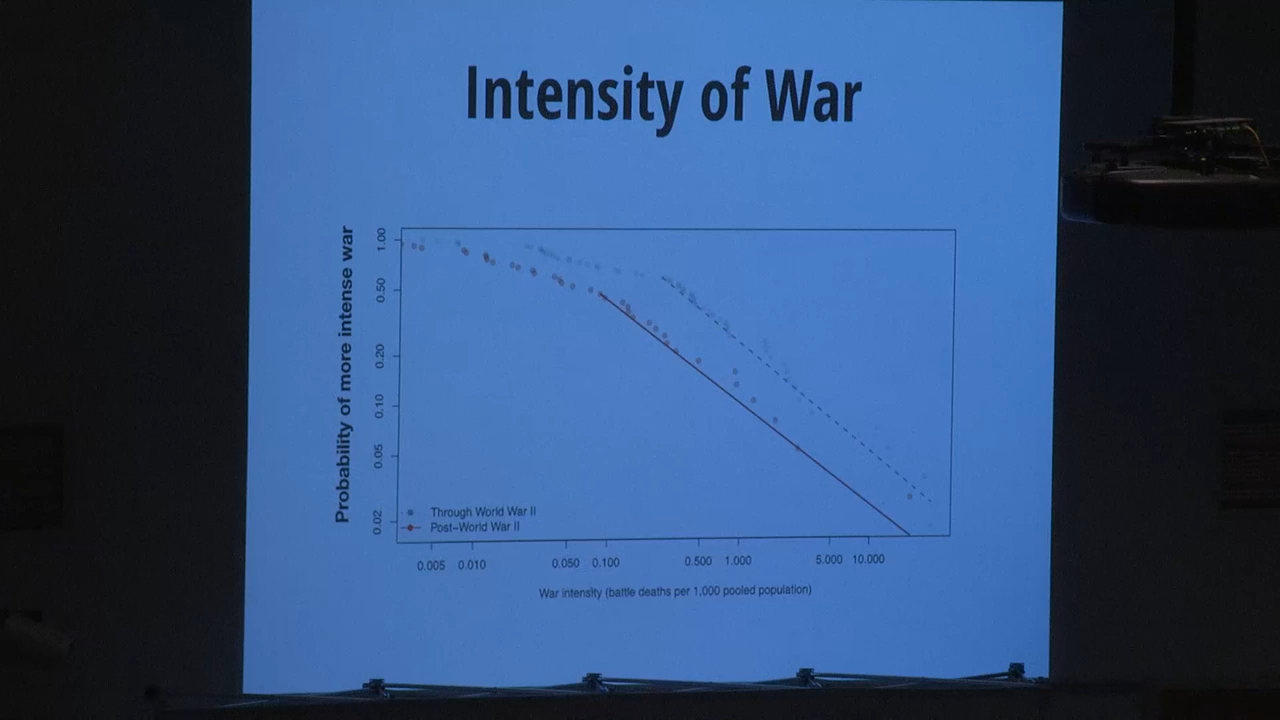 Intensity of War
Probability of more intense war
1.00
0.50
0.20
0.10
0.05
0.02
Through World War II
Post–World War II
0.005 0.010 0.050 0.100 0.500 1.000 5.000 10.000
War intensity (battle deaths per 1,000 pooled population)